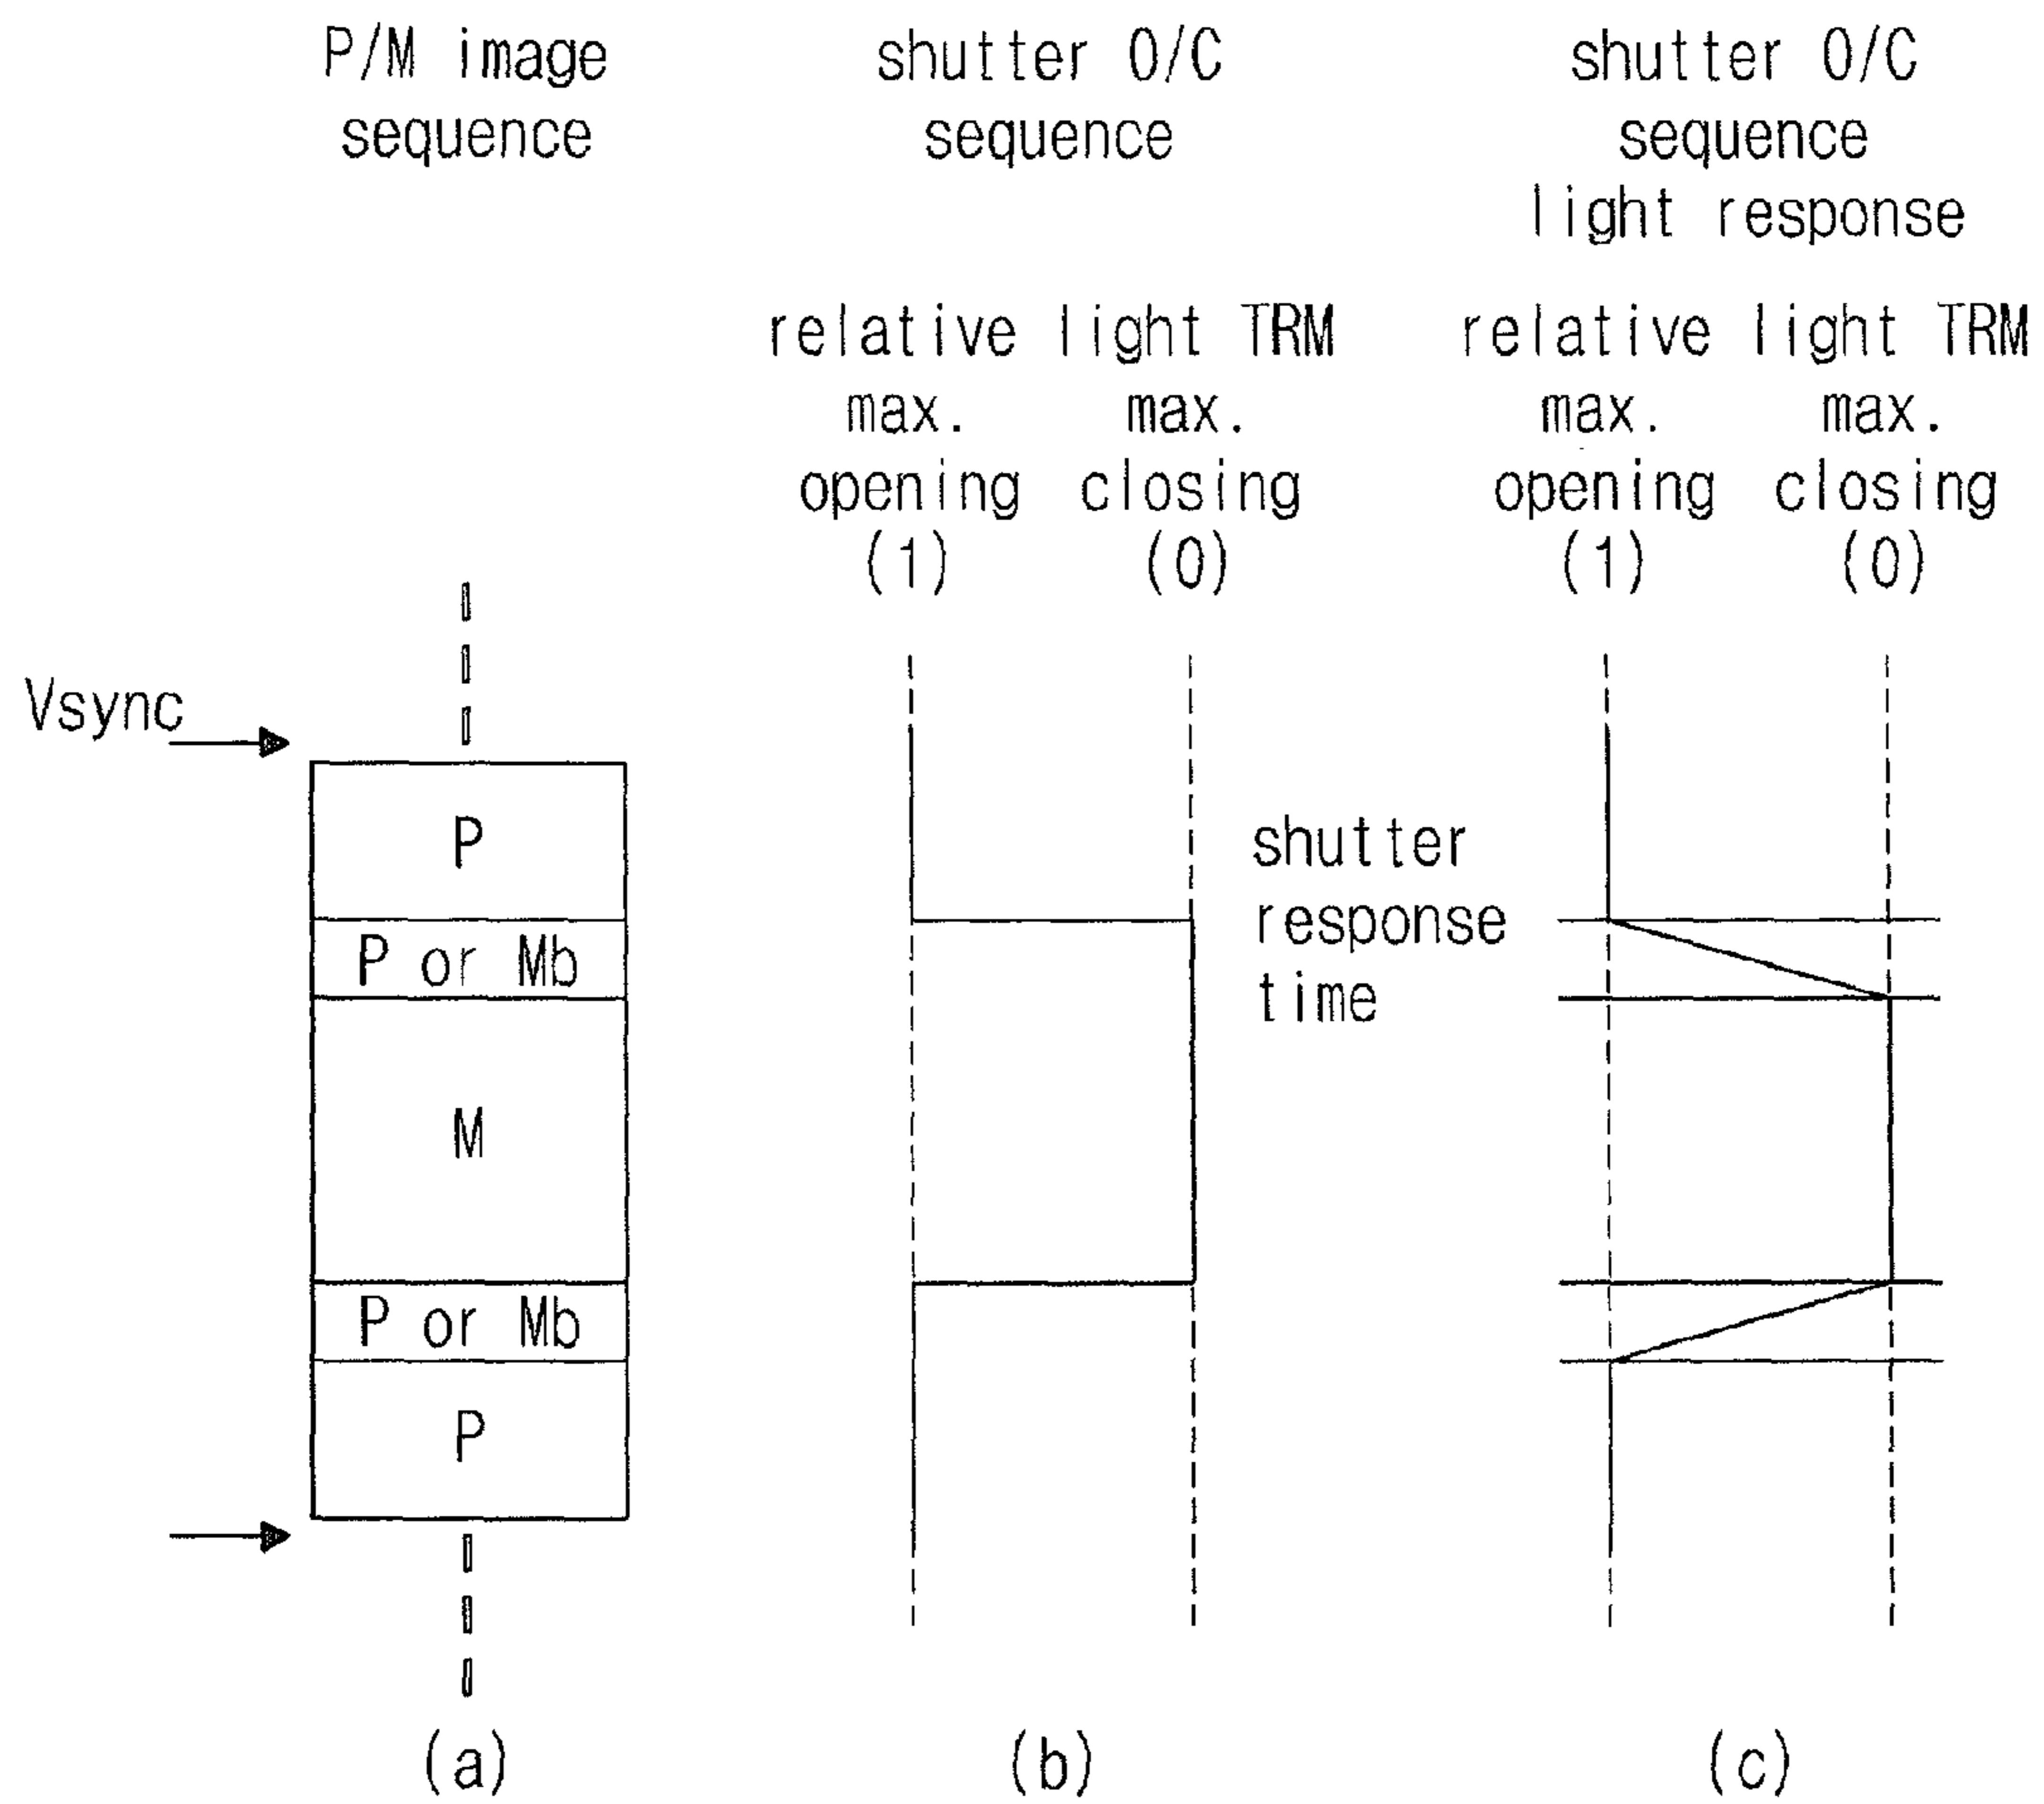 P/M image
sequence
shutter O/C
sequence
shutter O/C
sequence
light response
relative light TRM
max. max.
opening closing
(1) (0)
relative light TRM
max. max.
opening closing
(1) (0)
Vsync
P
P or Mb
M
P or Mb
P
shutter
response
time
(a)
(b)
(c)